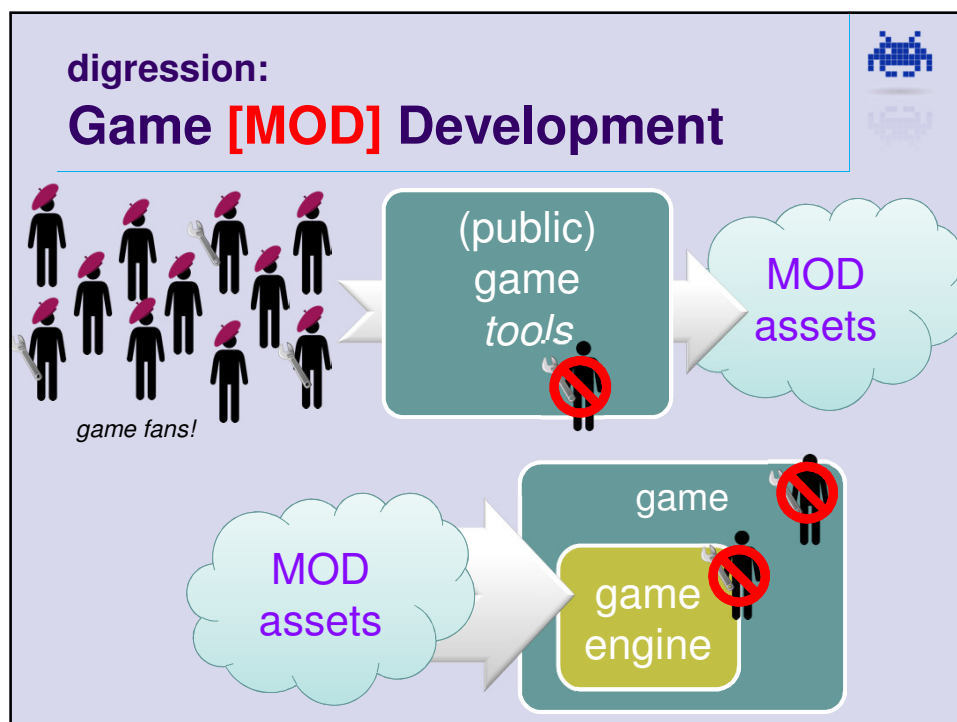 digression:
Game [MOD] Development
(public)
game
tools
MOD
assets
game fans!
game
MOD
assets
game
engine